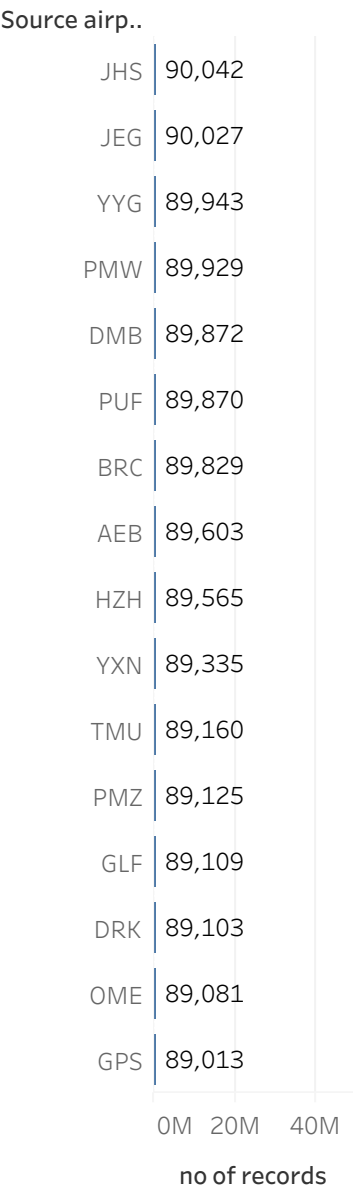 Source airp..
JHS 90,042
JEG 90,027
YYG 89,943
PMW 89,929
DMB 89,872
PUF 89,870
BRC 89,829
AEB 89,603
HZH 89,565
YXN 89,335
TMU 89,160
PMZ 89,125
GLF 89,109
DRK 89,103
OME 89,081
GPS 89,013
0M 20M 40M
no of records